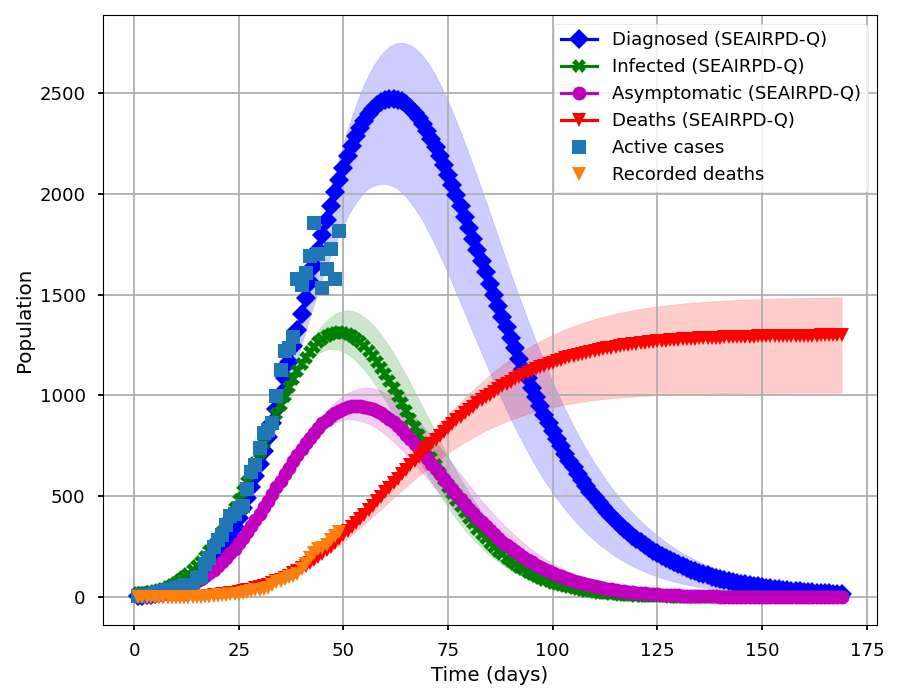 Diagnosed (SEAIRPD-Q)
Infected (SEAIRPD-Q)
Asymptomatic (SEAIRPD-Q)
Deaths (SEAIRPD-Q)
Active cases
Recorded deaths
Population
2500
2000
1500
1000
500
0
0 25 50 75 100 125 150 175
Time (days)